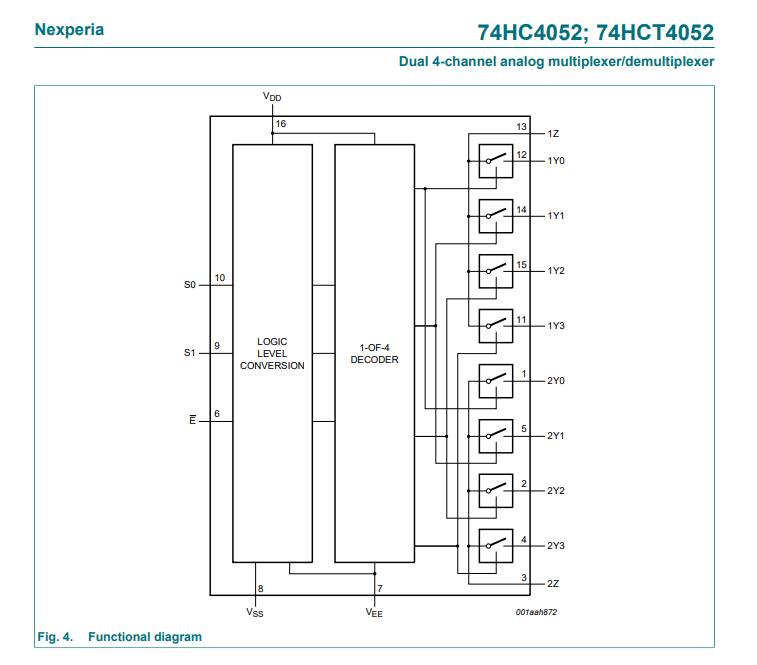 Nexperia
74HC4052; 74HCT4052
Dual 4-channel analog multiplexer/demultiplexer
VDD
16
13 1Z
12 1Y0
14 1Y1
15 1Y2
S0 10
11 1Y3
S1 9
LOGIC
LEVEL
CONVERSION
1-OF-4
DECODER
1 2Y0
E̅ 6
5 2Y1
2 2Y2
4 2Y3
3 2Z
8
7
VSS
VEE
001aah872
Fig. 4. Functional diagram